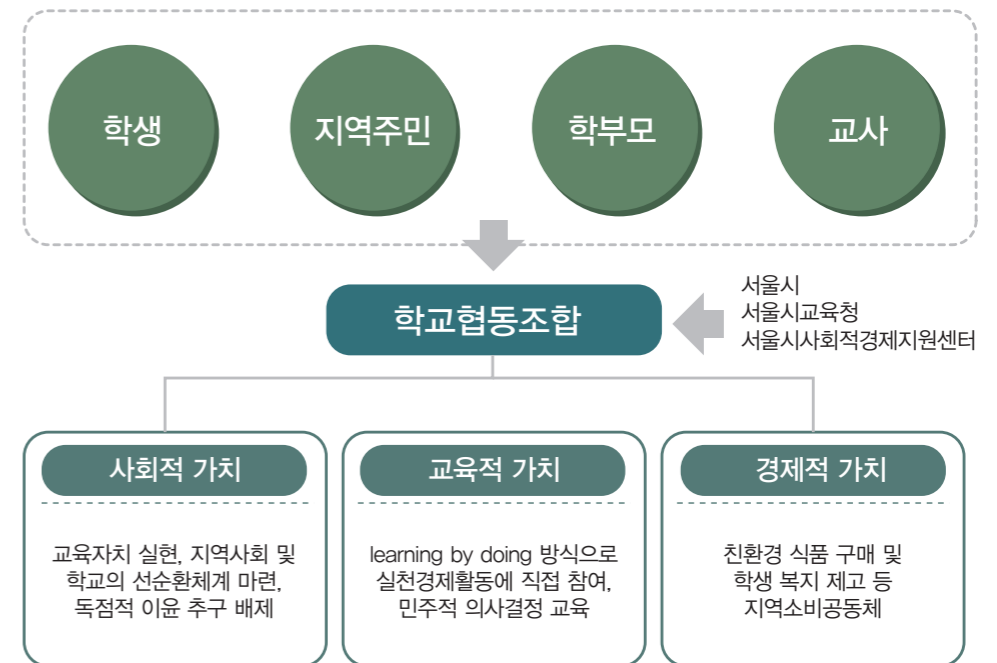 학생
지역주민
학부모
교사
학교협동조합
서울시
서울시교육청
서울시사회적경제지원센터
사회적 가치
교육자치 실현, 지역사회 및
학교의 선순환체계 마련,
독점적 이윤 추구 배제
교육적 가치
learning by doing 방식으로
실천경제활동에 직접 참여,
민주적 의사결정 교육
경제적 가치
친환경 식품 구매 및
학생 복지 제고 등
지역소비공동체